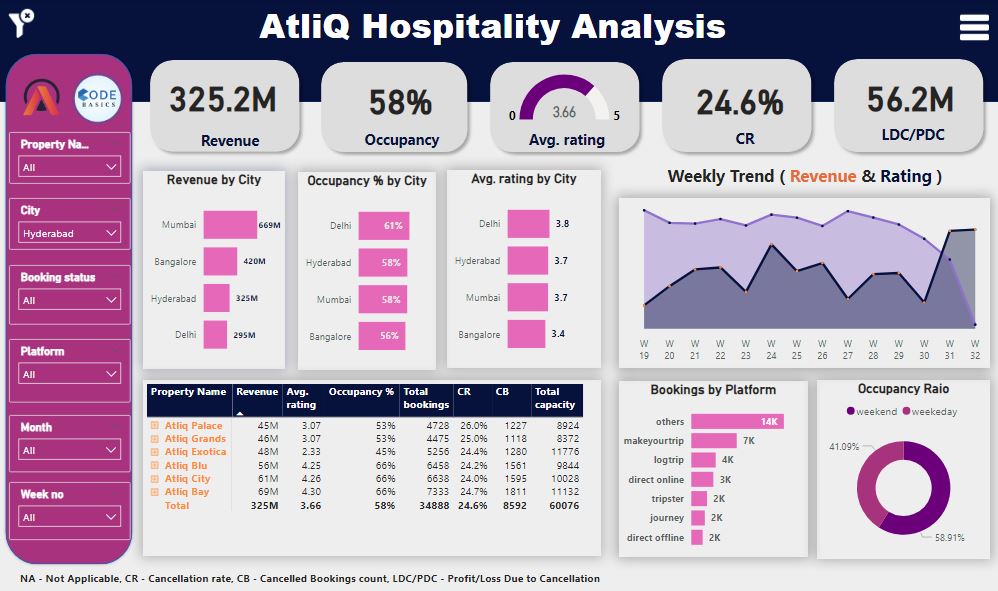 AtliQ Hospitality Analysis
CODE
BASICS
325.2M
Revenue
58%
Occupancy
0
3.66
5
Avg. rating
24.6%
CR
56.2M
LDC/PDC
Property Na...
All
City
Hyderabad
Booking status
All
Platform
All
Month
All
Week no
All
Revenue by City
Mumbai 669M
Bangalore 420M
Hyderabad 325M
Delhi 295M
Occupancy % by City
Delhi 61%
Hyderabad 58%
Mumbai 58%
Bangalore 56%
Avg. rating by City
Delhi 3.8
Hyderabad 3.7
Mumbai 3.7
Bangalore 3.4
Weekly Trend ( Revenue & Rating )
W W W W W W W W W W W W W W
19 20 21 22 23 24 25 26 27 28 29 30 31 32
Property Name Revenue Avg. rating Occupancy % Total bookings CR CB Total capacity
Atliq Palace 45M 3.07 53% 4728 26.0% 1227 8924
Atliq Grands 46M 3.07 53% 4475 25.0% 1118 8372
Atliq Exotica 48M 2.33 45% 5256 24.4% 1280 11776
Atliq Blu 56M 4.25 66% 6458 24.2% 1561 9844
Atliq City 61M 4.26 66% 6638 24.0% 1595 10028
Atliq Bay 69M 4.30 66% 7333 24.7% 1811 11132
Total 325M 3.66 58% 34888 24.6% 8592 60076
Bookings by Platform
others 14K
makeyourtrip 7K
logtrip 4K
direct online 3K
tripster 2K
journey 2K
direct offline 2K
Occupancy Raio
weekend weekeday
41.09%
58.91%
NA - Not Applicable, CR - Cancellation rate, CB - Cancelled Bookings count, LDC/PDC - Profit/Loss Due to Cancellation